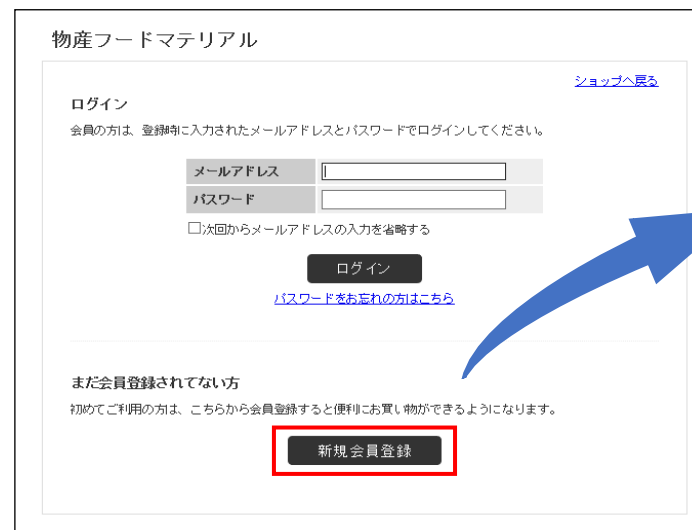 物産フードマテリアル
ショップへ戻る
ログイン
会員の方は、登録時に入力されたメールアドレスとパスワードでログインしてください。
メールアドレス
パスワード
次回からメールアドレスの入力を省略する
ログイン
パスワードをお忘れの方はこちら
まだ会員登録されてない方
初めてご利用の方は、こちらから会員登録すると便利にお買い物ができるようになります。
新規会員登録